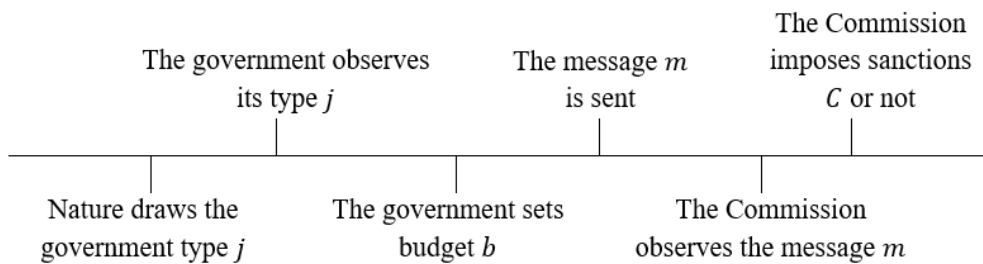 The government observes
its type j
The message m
is sent
The Commission
imposes sanctions
C or not
Nature draws the
government type j
The government sets
budget b
The Commission
observes the message m